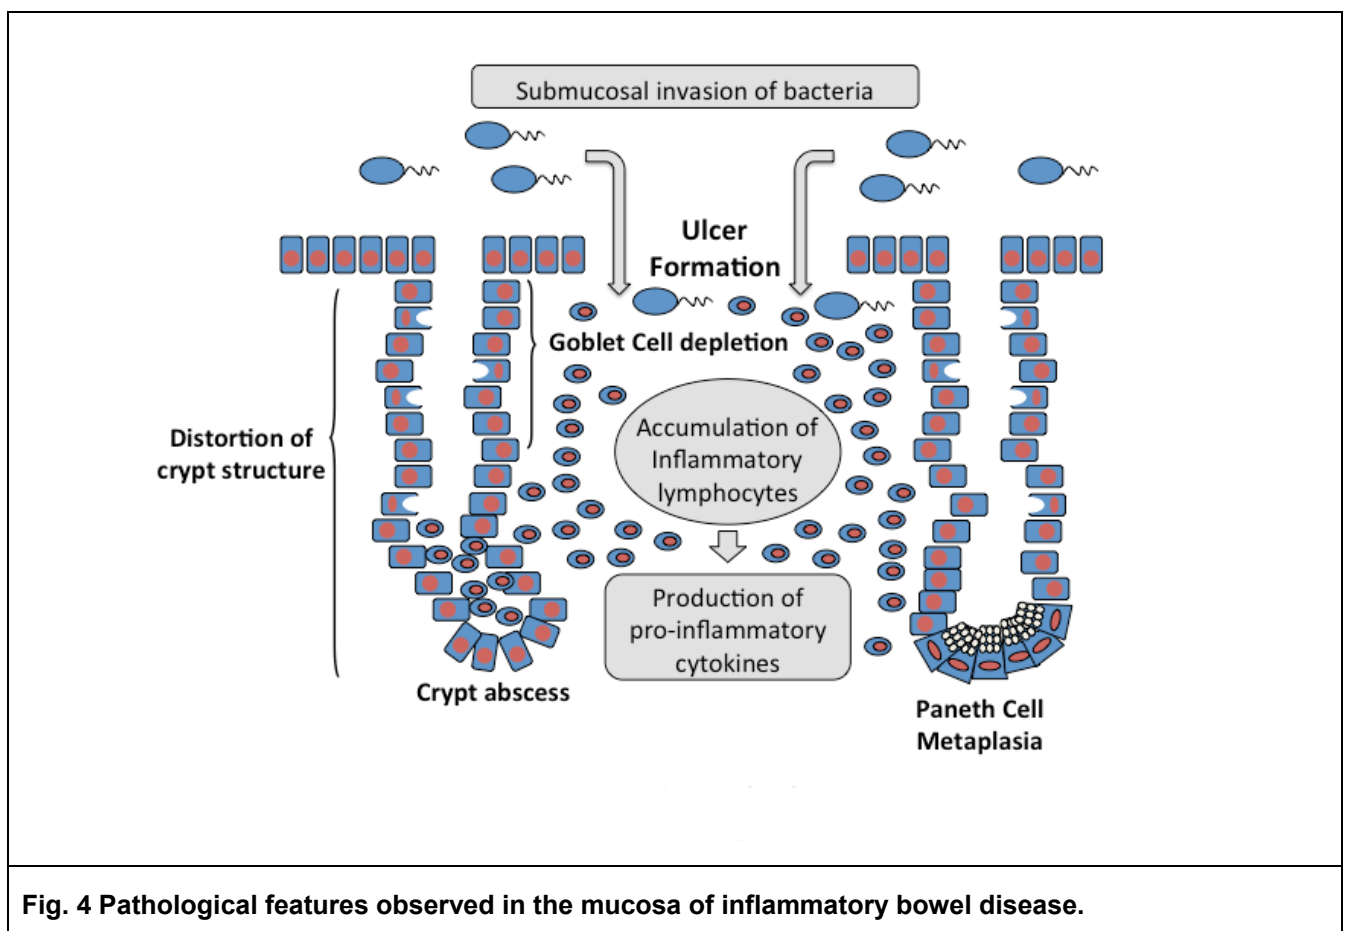 Submucosal invasion of bacteria
Ulcer
Formation
Goblet Cell depletion
Accumulation of
Inflammatory
lymphocytes
Distortion of
crypt structure
Production of
pro-inflammatory
cytokines
Crypt abscess
Paneth Cell
Metaplasia
Fig. 4 Pathological features observed in the mucosa of inflammatory bowel disease.